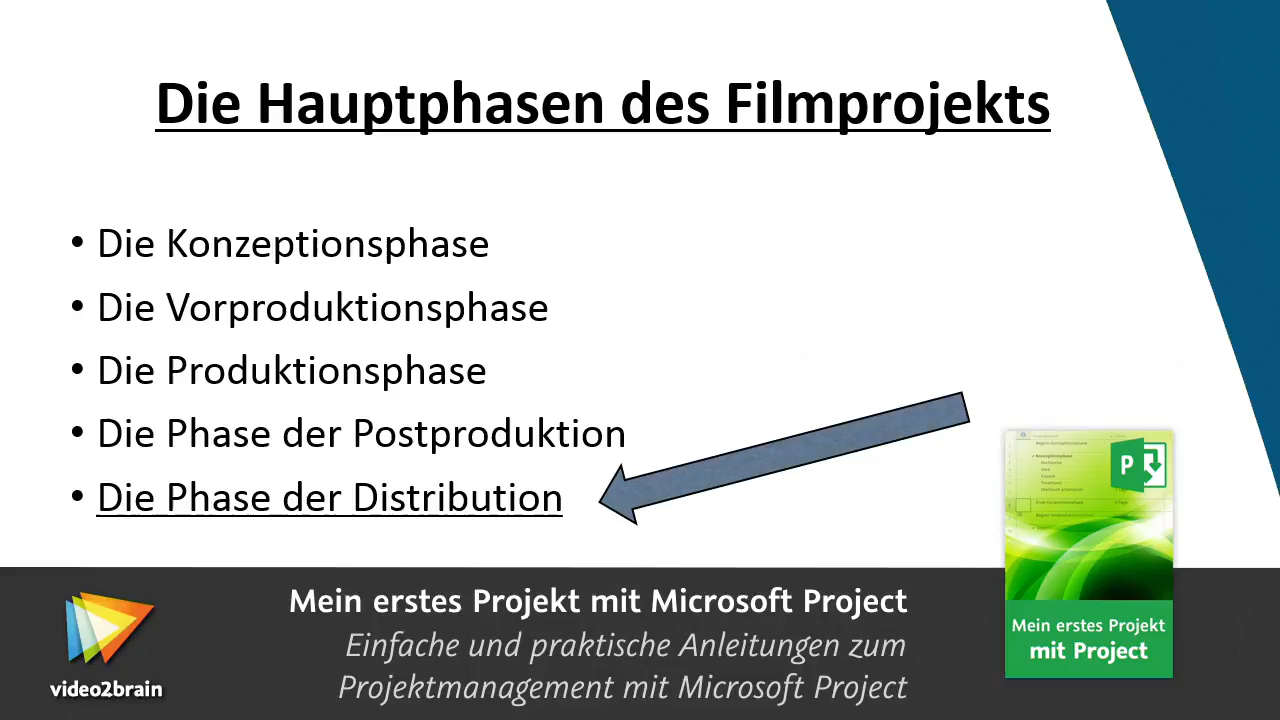 Die Hauptphasen des Filmprojekts
• Die Konzeptionsphase
• Die Vorproduktionsphase
• Die Produktionsphase
• Die Phase der Postproduktion
• Die Phase der Distribution
P
Mein erstes Projekt
mit Project
Mein erstes Projekt mit Microsoft Project
Einfache und praktische Anleitungen zum
Projektmanagement mit Microsoft Project
video2brain